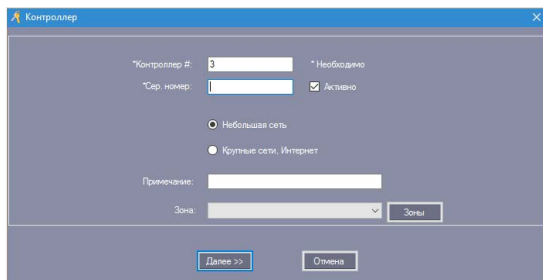 Контроллер
*Контроллер #: 3 * Необходимо
*Сер. номер: Активно
Небольшая сеть
Крупные сети, Интернет
Примечание:
Зона: Зоны
Далее >> Отмена